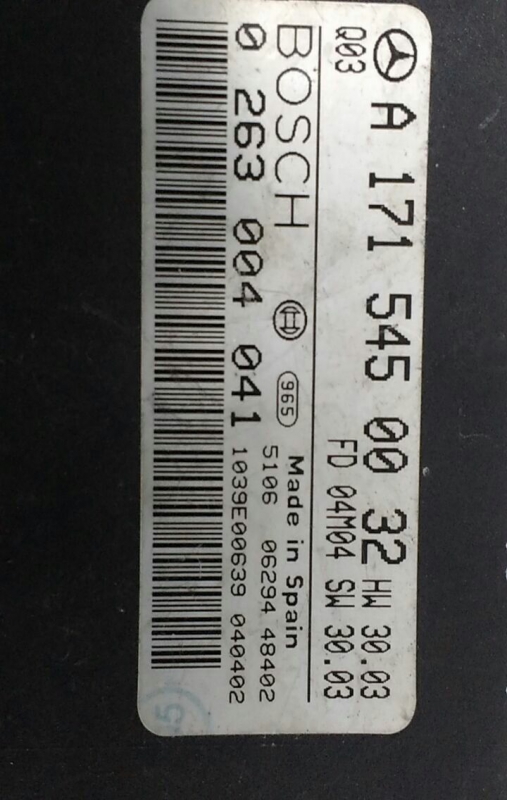 A 171 545 00 32 HW 30.03
Q03 FD 04M04 SW 30.03
BOSCH 965 Made in Spain
5106 06294 48402
0 263 004 041 1039E00639 040402